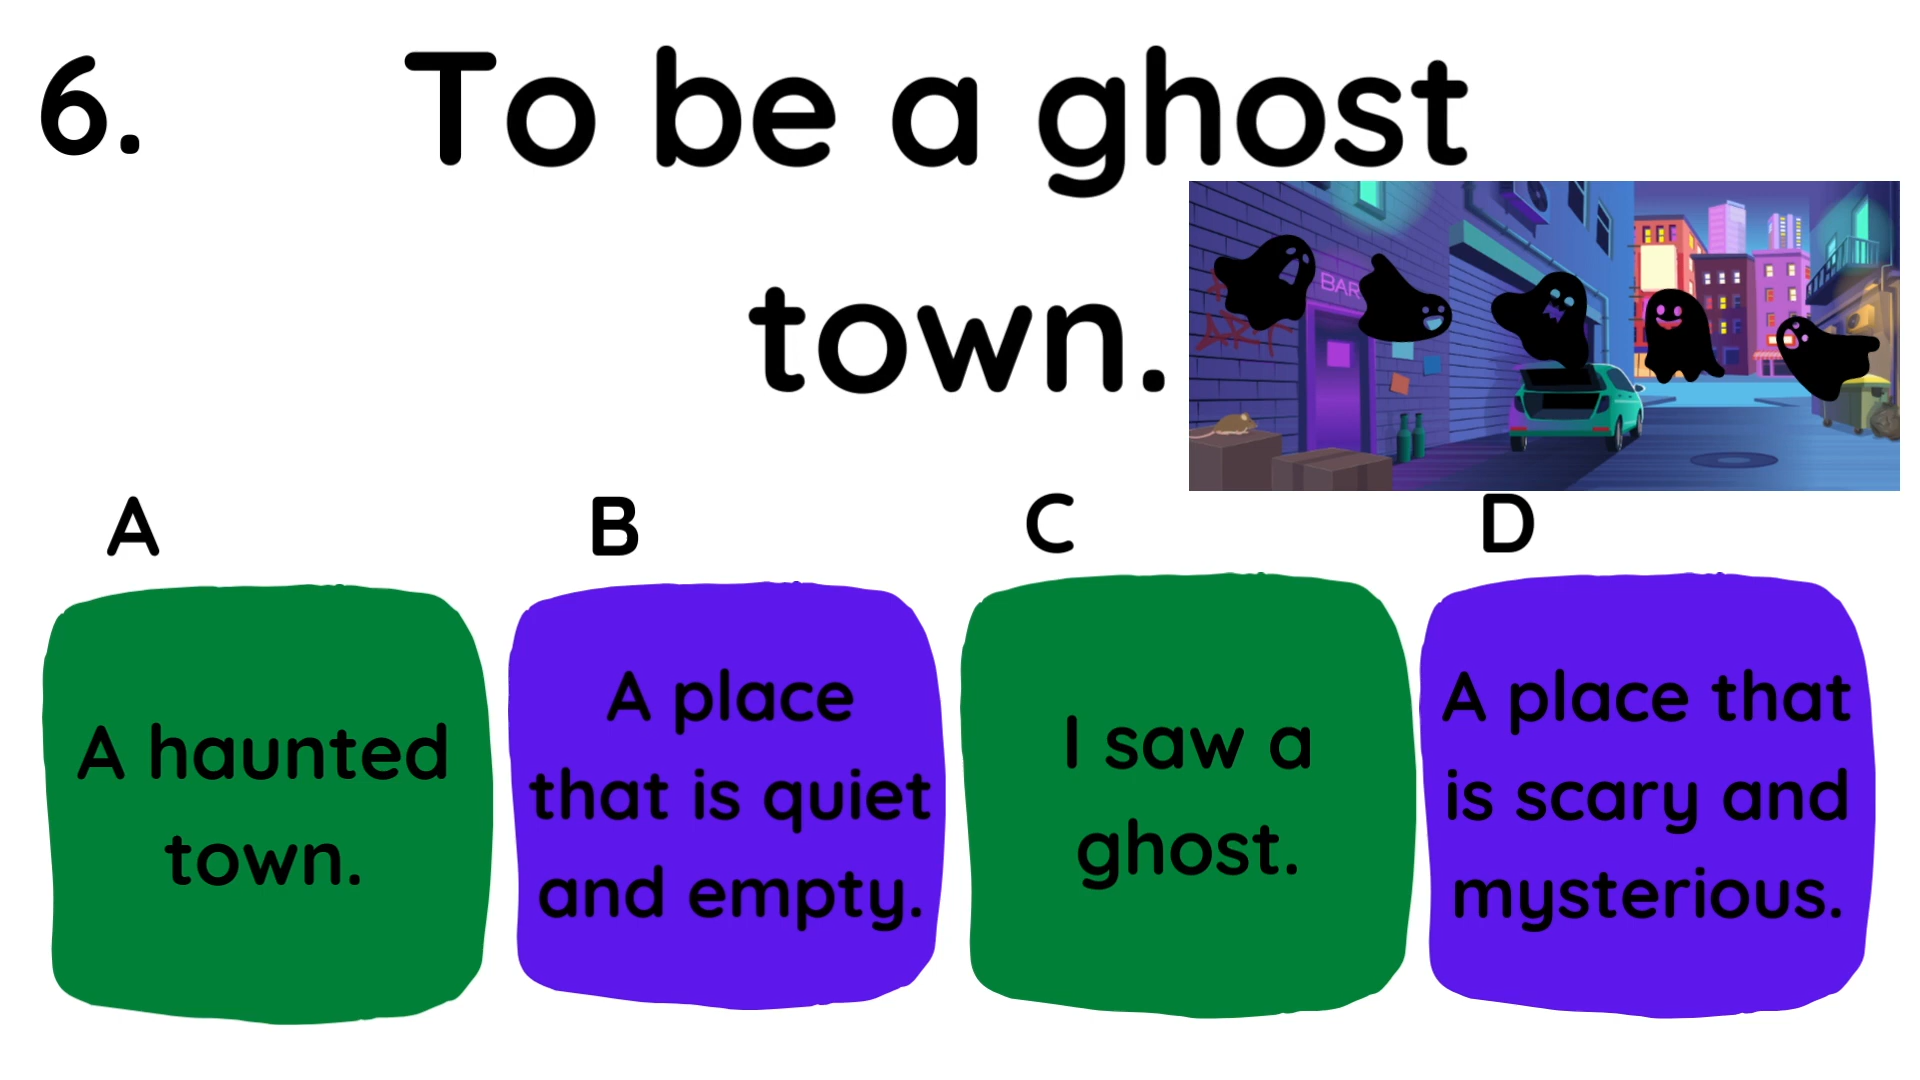 6.
To be a ghost
town.
BAR
ART
A
B
C
D
A haunted
town.
A place
that is quiet
and empty.
I saw a
ghost.
A place that
is scary and
mysterious.